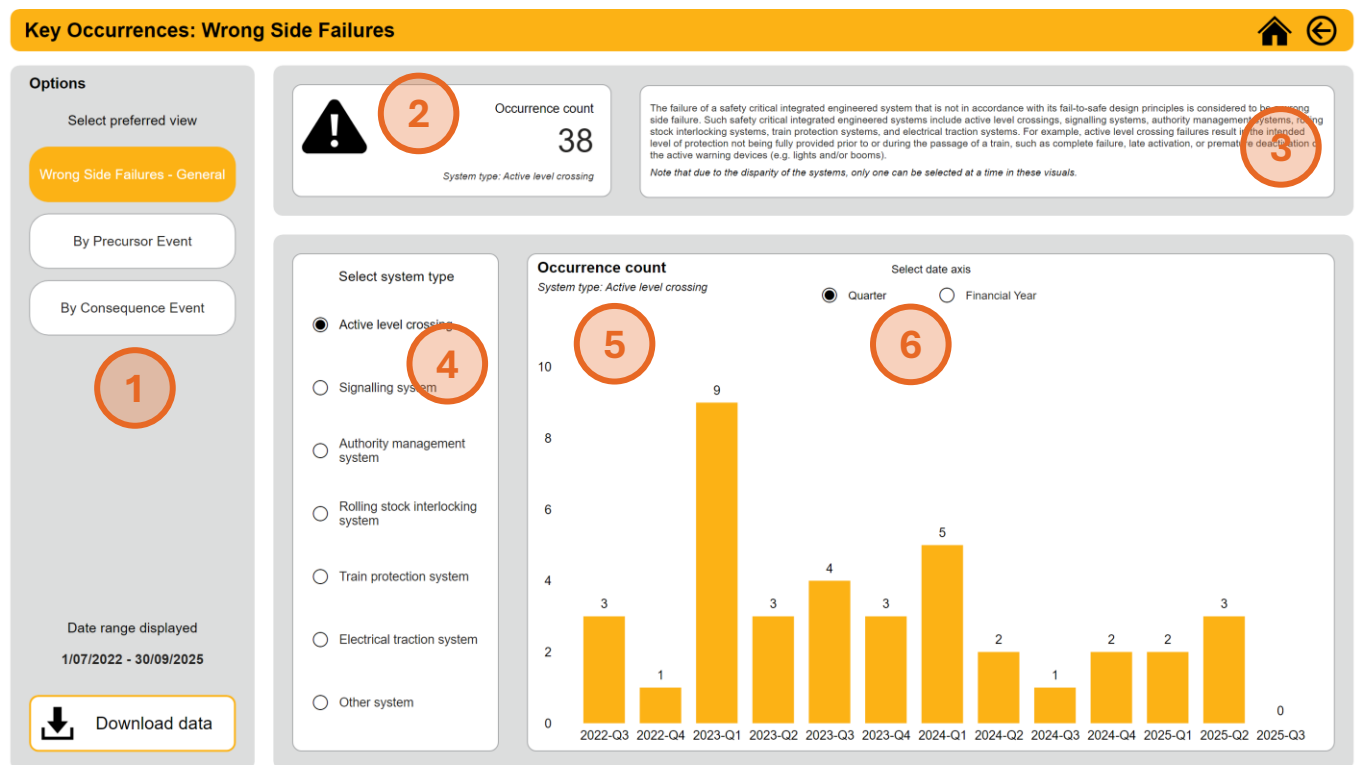 Key Occurrences: Wrong Side Failures
Options
Select preferred view
Wrong Side Failures - General
By Precursor Event
By Consequence Event
1
Date range displayed
1/07/2022 - 30/09/2025
Download data
2
Occurrence count
38
System type: Active level crossing
The failure of a safety critical integrated engineered system that is not in accordance with its fail-to-safe design principles is considered to be a wrong
side failure. Such safety critical integrated engineered systems include active level crossings, signalling systems, authority management systems, rolling
stock interlocking systems, train protection systems, and electrical traction systems. For example, active level crossing failures result in the intended
level of protection not being fully provided prior to or during the passage of a train, such as complete failure, late activation, or premature deactivation
the active warning devices (e.g. lights and/or booms).
Note that due to the disparity of the systems, only one can be selected at a time in these visuals.
3
Select system type
Active level crossing
4
Signalling system
Authority management
system
Rolling stock interlocking
system
Train protection system
Electrical traction system
Other system
Occurrence count
System type: Active level crossing
Select date axis
Quarter Financial Year
5
6
10
8
6
4
2
0
3 1 9 3 4 3 5 2 1 2 2 3 0
2022-Q3 2022-Q4 2023-Q1 2023-Q2 2023-Q3 2023-Q4 2024-Q1 2024-Q2 2024-Q3 2024-Q4 2025-Q1 2025-Q2 2025-Q3